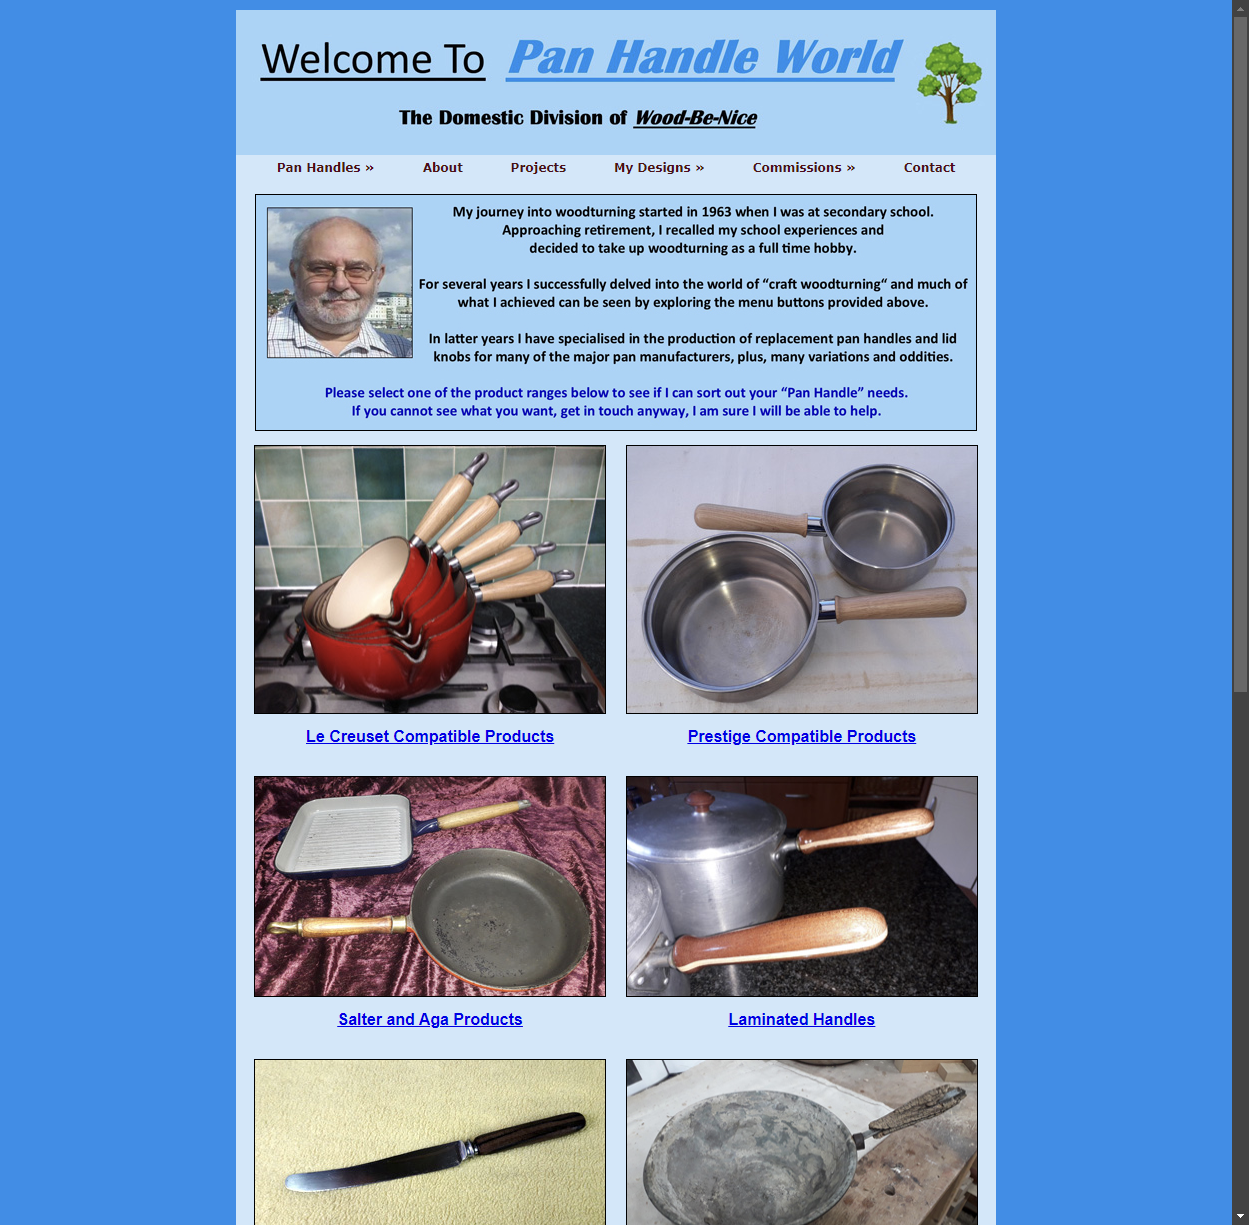 Welcome To Pan Handle World
The Domestic Division of Wood-Be-Nice
Pan Handles » About Projects My Designs » Commissions » Contact
My journey into woodturning started in 1963 when I was at secondary school.
Approaching retirement, I recalled my school experiences and
decided to take up woodturning as a full time hobby.
For several years I successfully delved into the world of “craft woodturning“ and much of
what I achieved can be seen by exploring the menu buttons provided above.
In latter years I have specialised in the production of replacement pan handles and lid
knobs for many of the major pan manufacturers, plus, many variations and oddities.
Please select one of the product ranges below to see if I can sort out your “Pan Handle” needs.
If you cannot see what you want, get in touch anyway, I am sure I will be able to help.
Le Creuset Compatible Products
Prestige Compatible Products
Salter and Aga Products
Laminated Handles